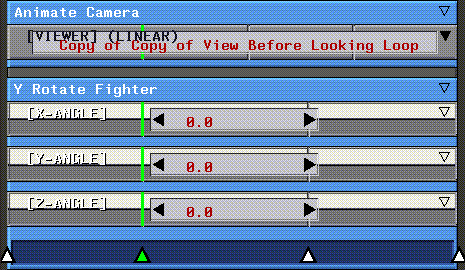 Animate Camera
[VIEWER] (LINEAR)
Copy of Copy of View Before Looking Loop
Y Rotate Fighter
[X-ANGLE]
0.0
[Y-ANGLE]
0.0
[Z-ANGLE]
0.0